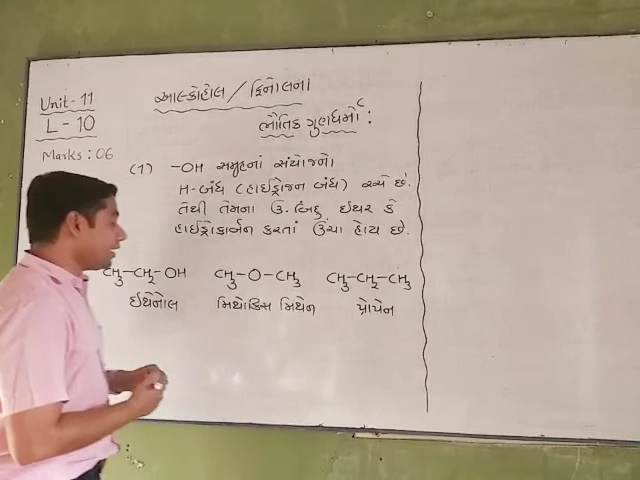 Unit - 11
L - 10
Marks : 06
આલ્કોહોલ / ફિનોલના
ભૌતિક ગુણધર્મો :
(1) -OH સમૂહનાં સંયોજનો
H-બંધ (હાઈડ્રોજન બંધ) રચે છે.
તેથી તેમના ઉ.બિંદુ ઈથર કે
હાઈડ્રોકાર્બન કરતાં ઊંચા હોય છે.
CH₃-CH₂-OH CH₃-O-CH₃ CH₃-CH₂-CH₃
ઈથેનોલ મિથોક્સિ મિથેન પ્રોપેન